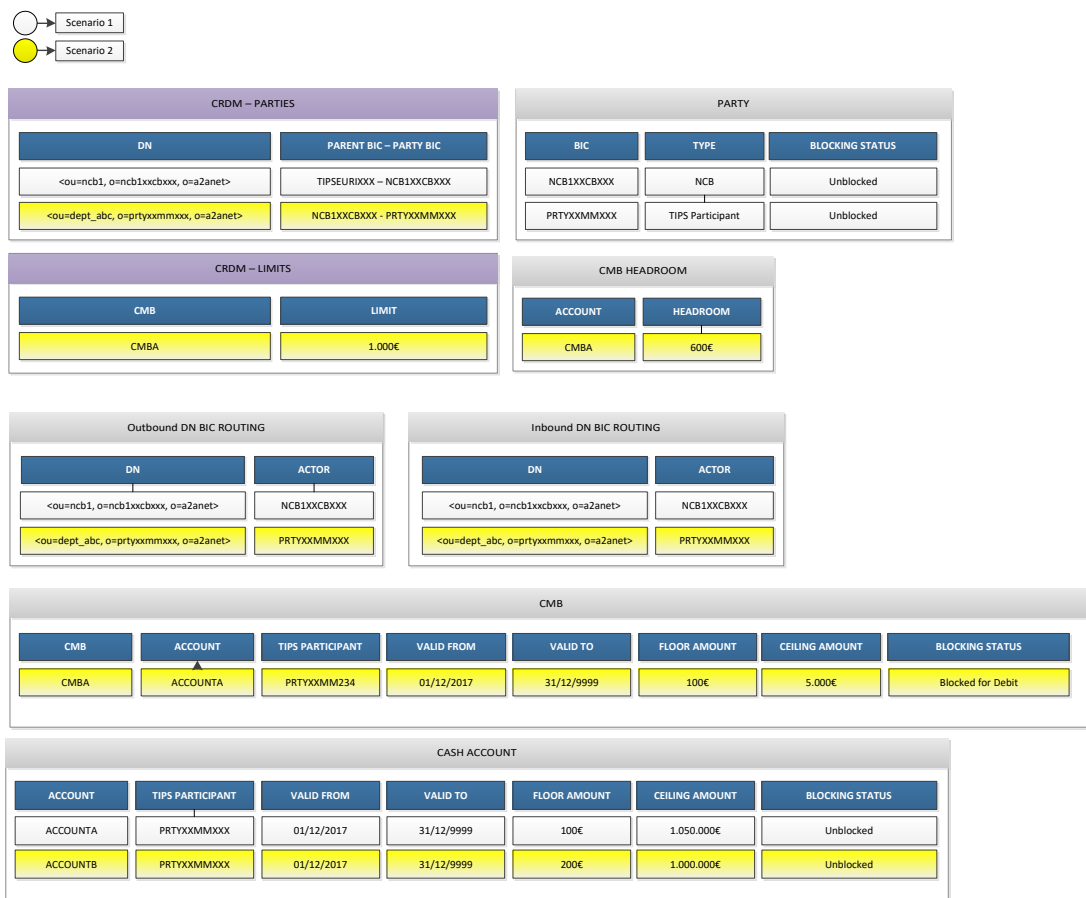 Scenario 1
Scenario 2
CRDM – PARTIES
DN PARENT BIC – PARTY BIC
<ou=ncb1, o=ncb1xxcbxxx, o=a2anet> TIPSEURIXXX – NCB1XXCBXXX
<ou=dept_abc, o=prtyxxmmxxx, o=a2anet> NCB1XXCBXXX - PRTYXXMMXXX
PARTY
BIC TYPE BLOCKING STATUS
NCB1XXCBXXX NCB Unblocked
PRTYXXMMXXX TIPS Participant Unblocked
CRDM – LIMITS
CMB LIMIT
CMBA 1.000€
CMB HEADROOM
ACCOUNT HEADROOM
CMBA 600€
Outbound DN BIC ROUTING
DN ACTOR
<ou=ncb1, o=ncb1xxcbxxx, o=a2anet> NCB1XXCBXXX
<ou=dept_abc, o=prtyxxmmxxx, o=a2anet> PRTYXXMMXXX
Inbound DN BIC ROUTING
DN ACTOR
<ou=ncb1, o=ncb1xxcbxxx, o=a2anet> NCB1XXCBXXX
<ou=dept_abc, o=prtyxxmmxxx, o=a2anet> PRTYXXMMXXX
CMB
CMB ACCOUNT TIPS PARTICIPANT VALID FROM VALID TO FLOOR AMOUNT CEILING AMOUNT BLOCKING STATUS
CMBA ACCOUNTA PRTYXXMM234 01/12/2017 31/12/9999 100€ 5.000€ Blocked for Debit
CASH ACCOUNT
ACCOUNT TIPS PARTICIPANT VALID FROM VALID TO FLOOR AMOUNT CEILING AMOUNT BLOCKING STATUS
ACCOUNTA PRTYXXMMXXX 01/12/2017 31/12/9999 100€ 1.050.000€ Unblocked
ACCOUNTB PRTYXXMMXXX 01/12/2017 31/12/9999 200€ 1.000.000€ Unblocked